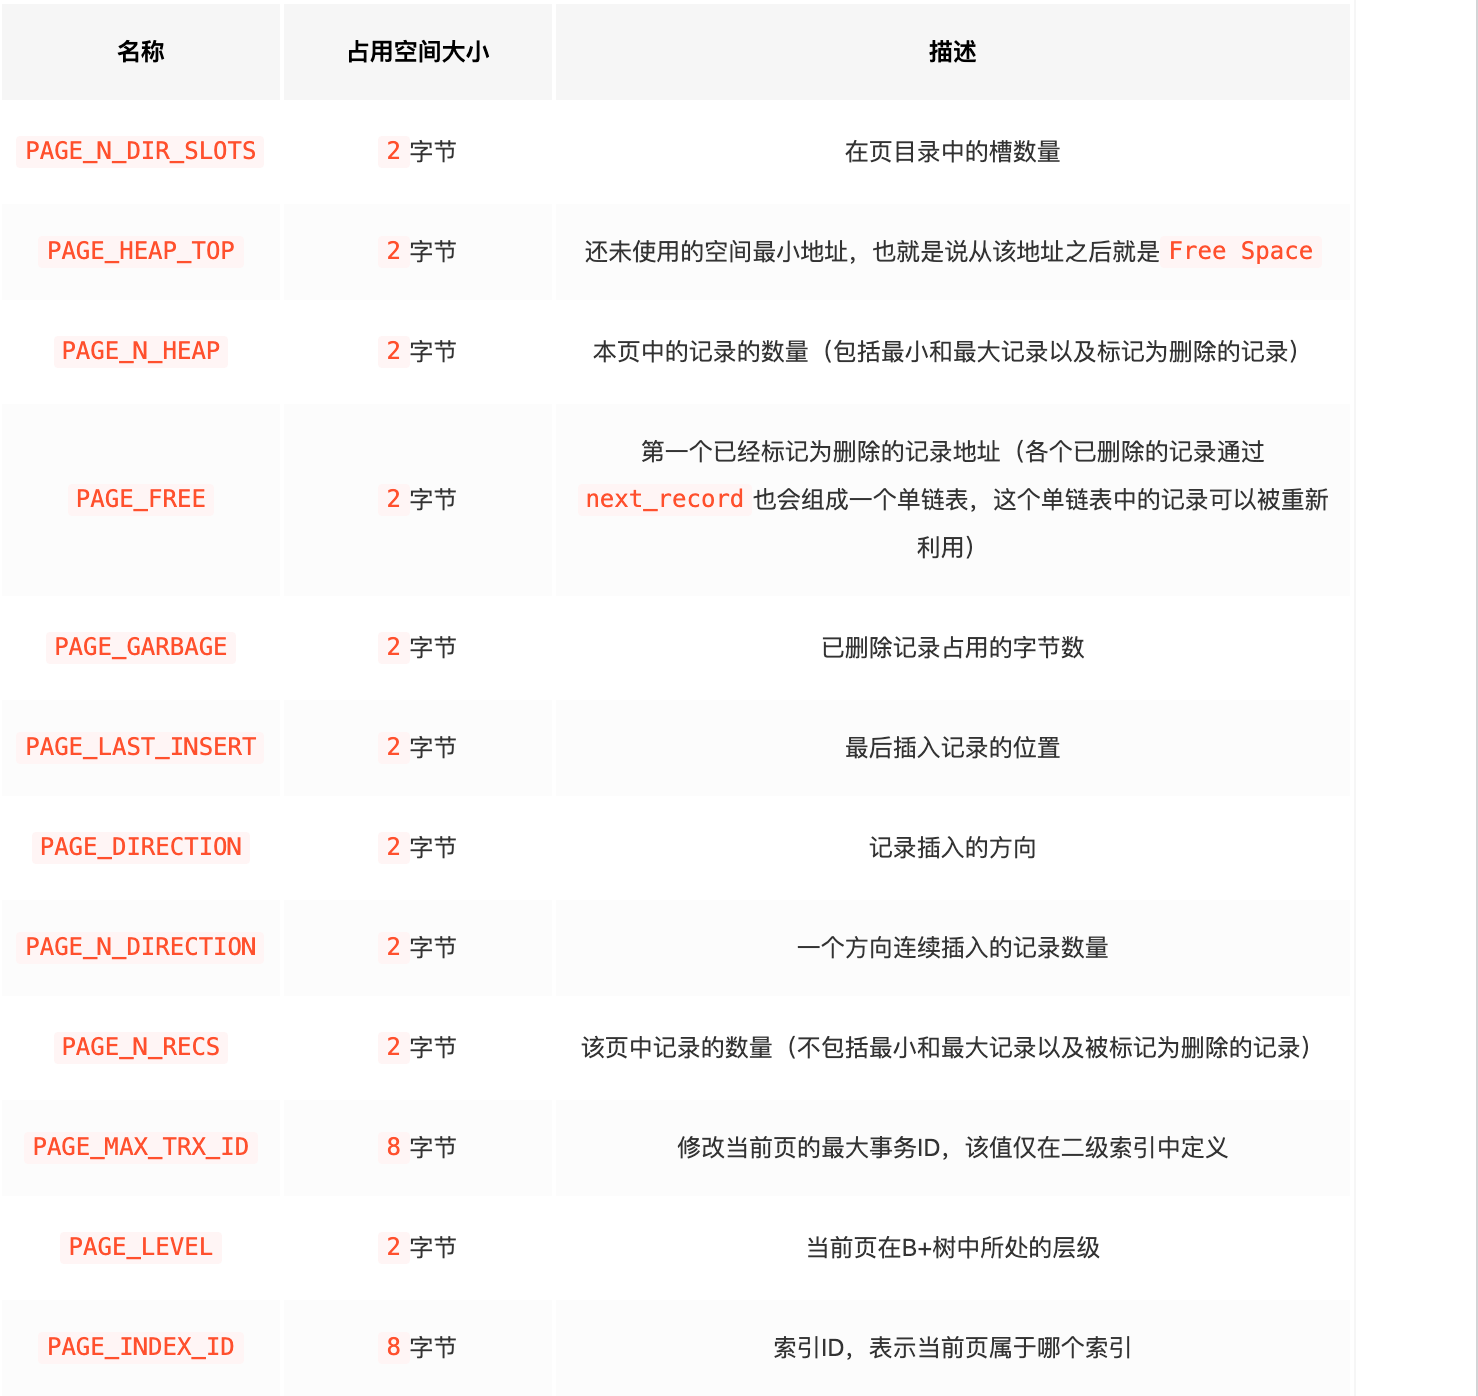 名称 占用空间大小 描述
PAGE_N_DIR_SLOTS 2 字节 在页目录中的槽数量
PAGE_HEAP_TOP 2 字节 还未使用的空间最小地址，也就是说从该地址之后就是 Free Space
PAGE_N_HEAP 2 字节 本页中的记录的数量（包括最小和最大记录以及标记为删除的记录）
第一个已经标记为删除的记录地址（各个已删除的记录通过
PAGE_FREE 2 字节 next_record 也会组成一个单链表，这个单链表中的记录可以被重新
利用）
PAGE_GARBAGE 2 字节 已删除记录占用的字节数
PAGE_LAST_INSERT 2 字节 最后插入记录的位置
PAGE_DIRECTION 2 字节 记录插入的方向
PAGE_N_DIRECTION 2 字节 一个方向连续插入的记录数量
PAGE_N_RECS 2 字节 该页中记录的数量（不包括最小和最大记录以及被标记为删除的记录）
PAGE_MAX_TRX_ID 8 字节 修改当前页的最大事务ID，该值仅在二级索引中定义
PAGE_LEVEL 2 字节 当前页在B+树中所处的层级
PAGE_INDEX_ID 8 字节 索引ID，表示当前页属于哪个索引